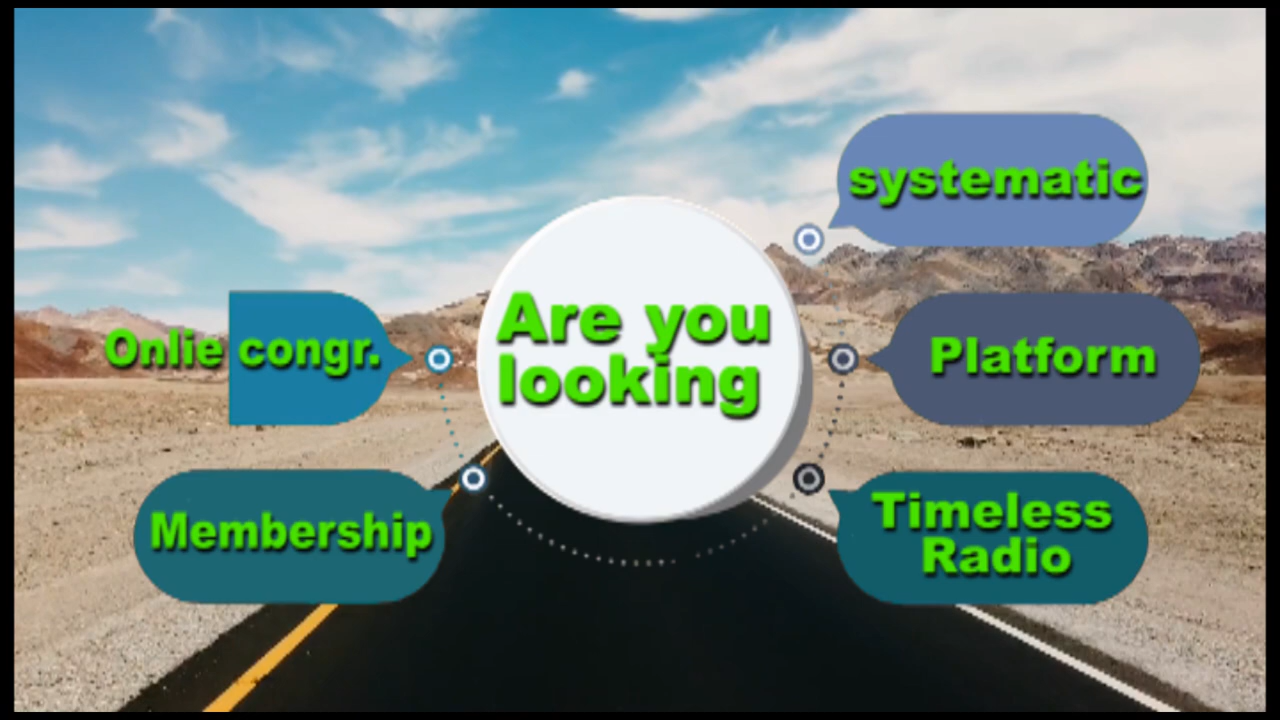 systematic
Are you
looking
Onlie congr.
Platform
Membership
Timeless
Radio